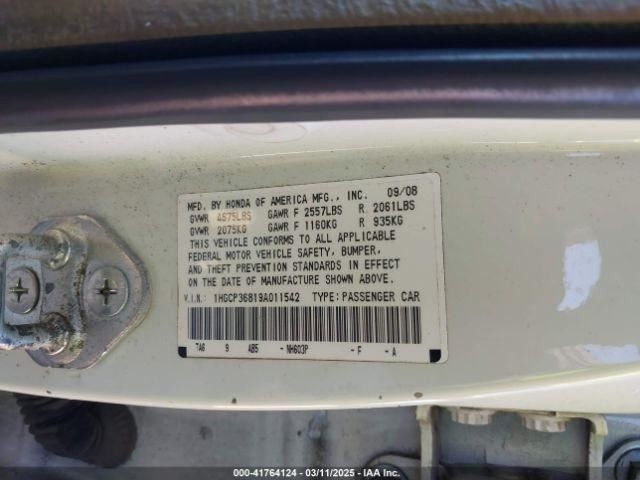 MFD. BY HONDA OF AMERICA MFG., INC. 09/08
GVWR 4575LBS GAWR F 2557LBS R 2061LBS
GVWR 2075KG GAWR F 1160KG R 935KG
THIS VEHICLE CONFORMS TO ALL APPLICABLE
FEDERAL MOTOR VEHICLE SAFETY, BUMPER,
AND THEFT PREVENTION STANDARDS IN EFFECT
ON THE DATE OF MANUFACTURE SHOWN ABOVE.
V.I.N.: 1HGCP36819A011542 TYPE: PASSENGER CAR
TA6 9 AB5 - NH603P - F - A
000-41764124 - 03/11/2025 - IAA Inc.